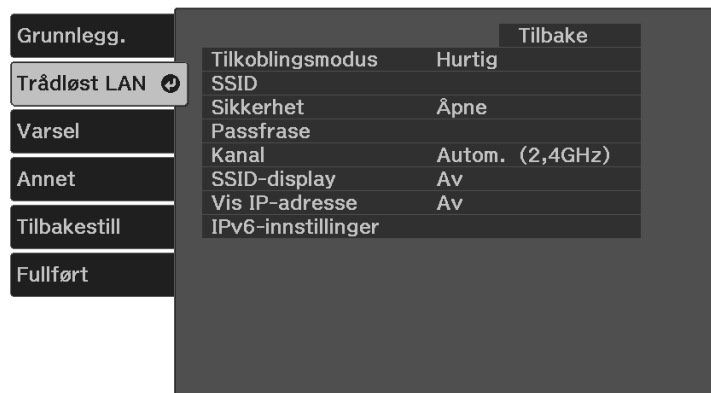 Grunnlegg.
Trådløst LAN
Varsel
Annet
Tilbakestill
Fullført
Tilbake
Tilkoblingsmodus Hurtig
SSID
Sikkerhet Åpne
Passfrase
Kanal Autom. (2,4GHz)
SSID-display Av
Vis IP-adresse Av
IPv6-innstillinger